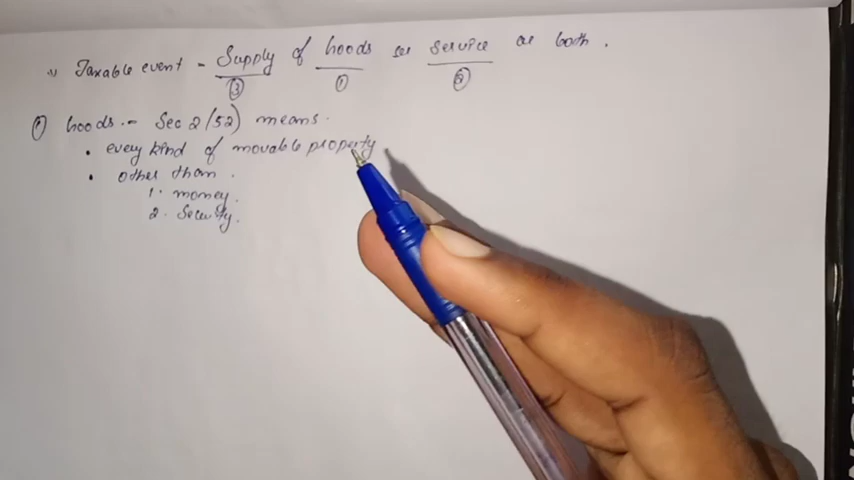 Taxable event - Supply of Goods or service or both.
③ ① ②
① Goods. - Sec 2(52) means.
• every kind of movable property
• other than.
1. money.
2. Security.